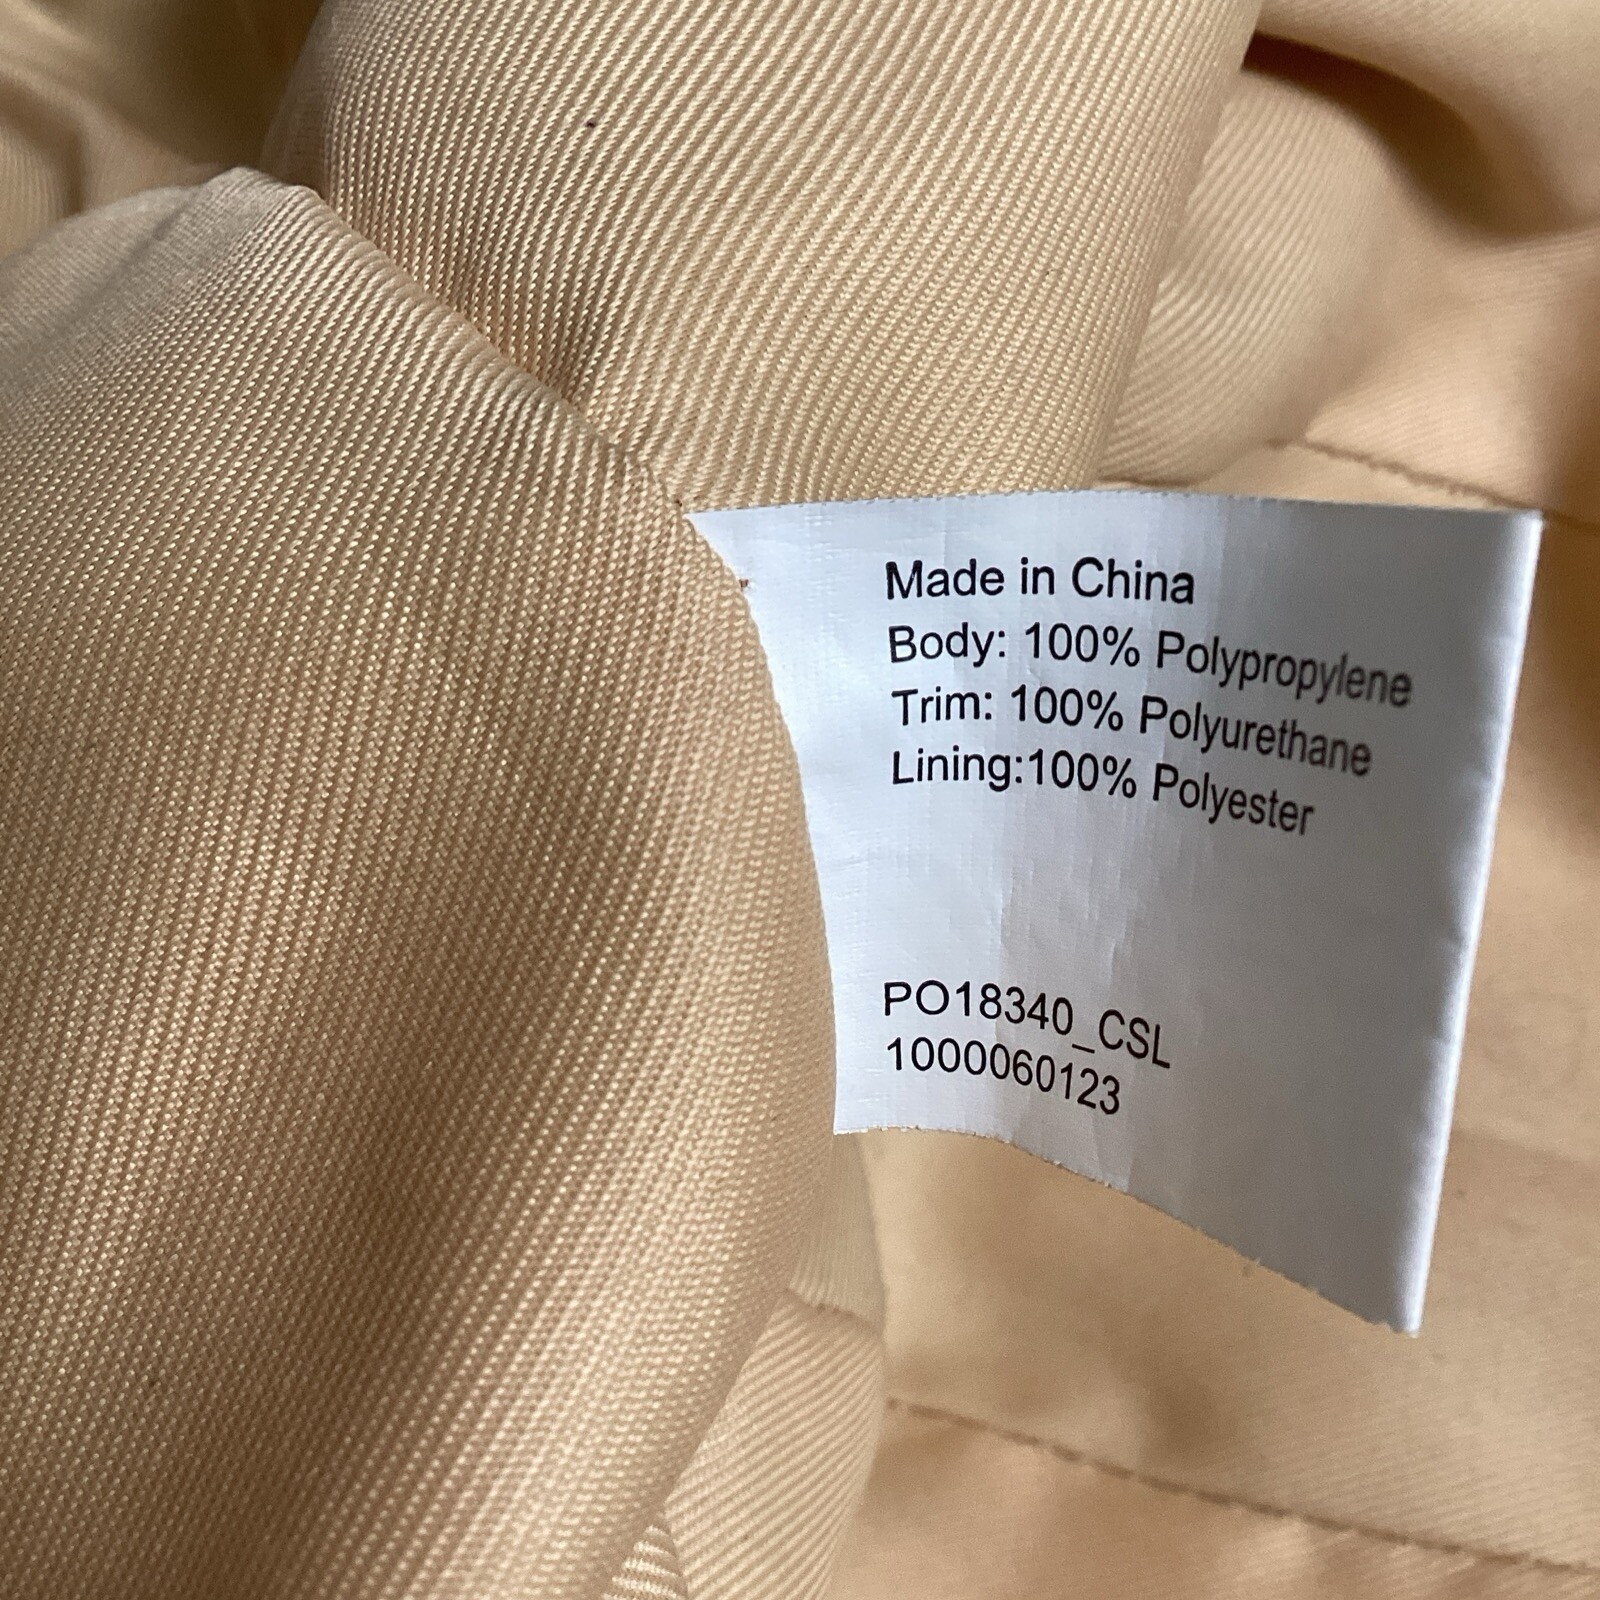 Made in China
Body: 100% Polypropylene
Trim: 100% Polyurethane
Lining:100% Polyester
PO18340_CSL
1000060123